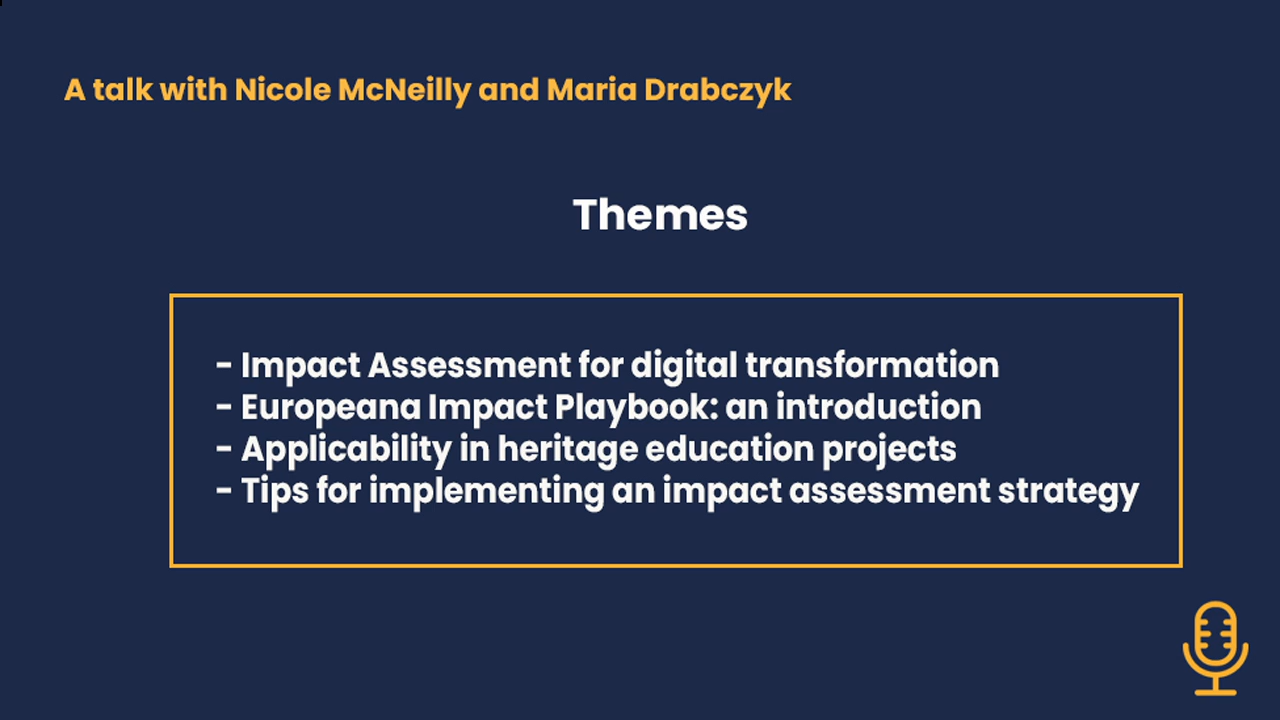 A talk with Nicole McNeilly and Maria Drabczyk
Themes
- Impact Assessment for digital transformation
- Europeana Impact Playbook: an introduction
- Applicability in heritage education projects
- Tips for implementing an impact assessment strategy